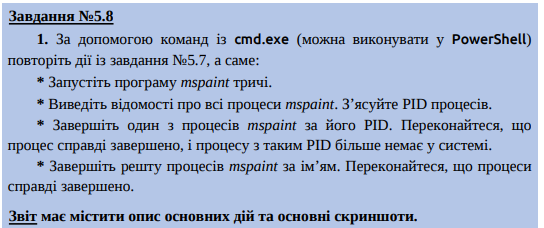 Завдання №5.8
1. За допомогою команд із cmd.exe (можна виконувати у PowerShell)
повторіть дії із завдання №5.7, а саме:
* Запустіть програму mspaint тричі.
* Виведіть відомості про всі процеси mspaint. З’ясуйте PID процесів.
* Завершіть один з процесів mspaint за його PID. Переконайтеся, що
процес справді завершено, і процесу з таким PID більше немає у системі.
* Завершіть решту процесів mspaint за ім’ям. Переконайтеся, що процеси
справді завершено.
Звіт має містити опис основних дій та основні скриншоти.